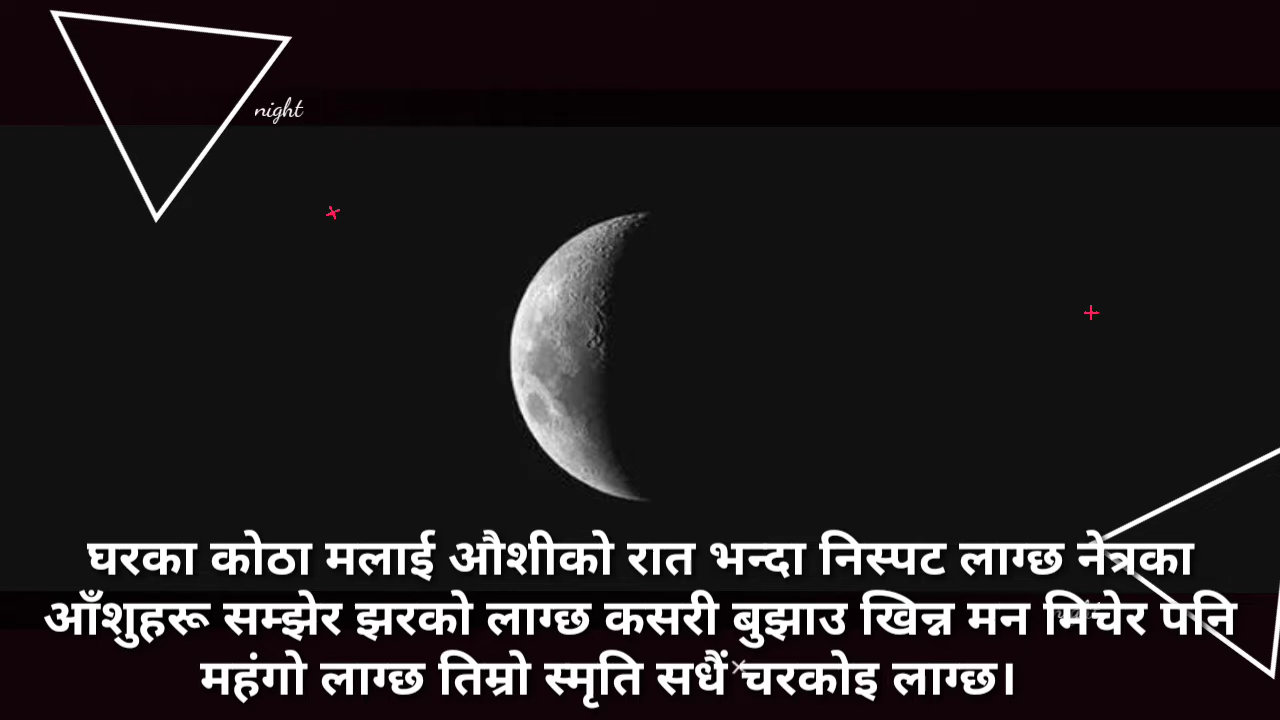 night
घरका कोठा मलाई औशीको रात भन्दा निस्पट लाग्छ नेत्रका
आँशुहरू सम्झेर झरको लाग्छ कसरी बुझाउ खिन्न मन मिचेर पनि
महंगो लाग्छ तिम्रो स्मृति सधैं चरकोइ लाग्छ।